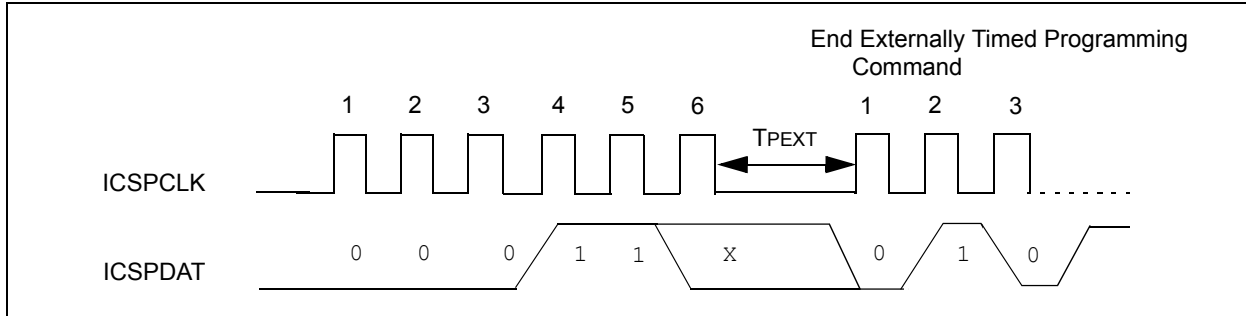 End Externally Timed Programming
Command
1 2 3 4 5 6 1 2 3
TPEXT
ICSPCLK
0 0 0 1 1 X 0 1 0
ICSPDAT